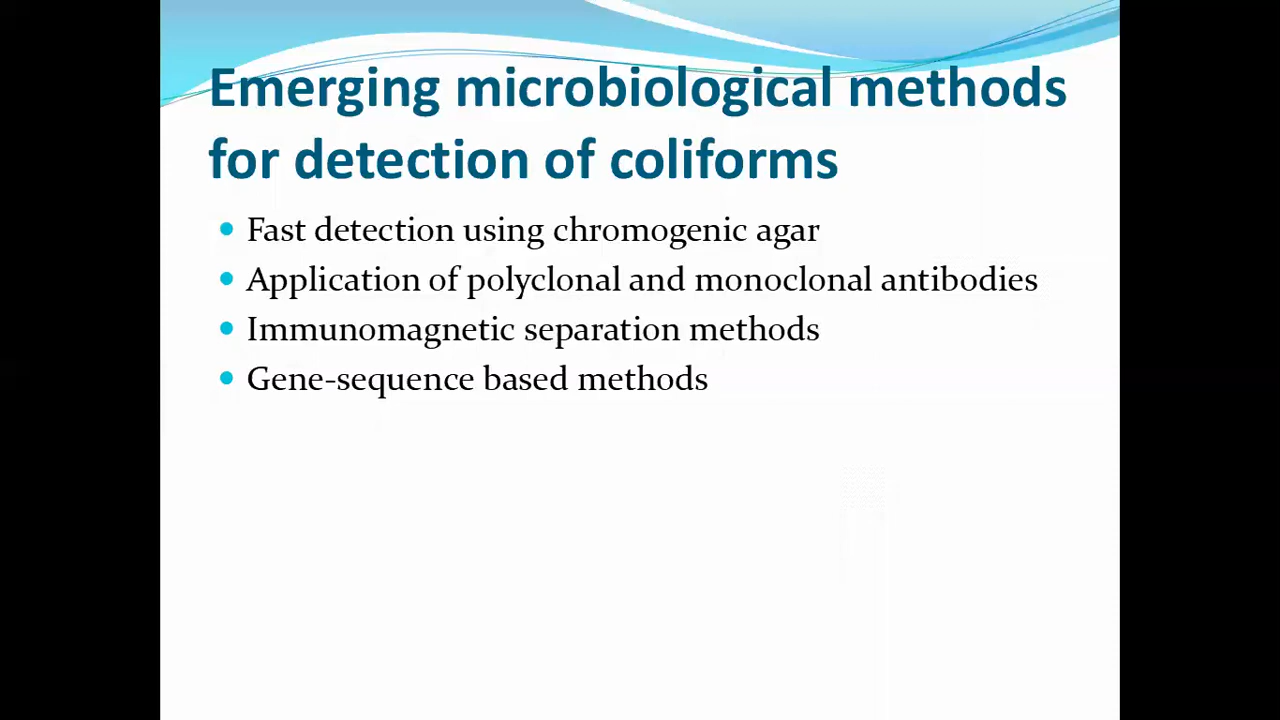 Emerging microbiological methods
for detection of coliforms
• Fast detection using chromogenic agar
• Application of polyclonal and monoclonal antibodies
• Immunomagnetic separation methods
• Gene-sequence based methods